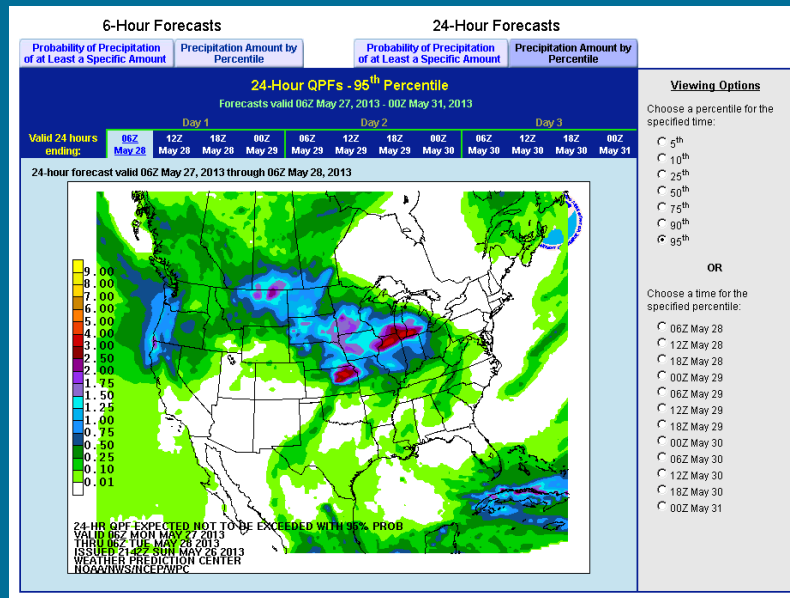 6-Hour Forecasts
24-Hour Forecasts
Probability of Precipitation
of at Least a Specific Amount
Precipitation Amount by
Percentile
Probability of Precipitation
of at Least a Specific Amount
Precipitation Amount by
Percentile
24-Hour QPFs - 95th Percentile
Forecasts valid 06Z May 27, 2013 - 00Z May 31, 2013
Day 1 Day 2 Day 3
Valid 24 hours
ending:
06Z 12Z 18Z 00Z 06Z 12Z 18Z 00Z 06Z 12Z 18Z 00Z
May 28 May 28 May 28 May 29 May 29 May 29 May 29 May 30 May 30 May 30 May 30 May 31
24-hour forecast valid 06Z May 27, 2013 through 06Z May 28, 2013
9.00
8.00
7.00
6.00
5.00
4.00
3.00
2.50
2.00
1.75
1.50
1.25
1.00
0.75
0.50
0.25
0.10
0.01
24-HR QPF EXPECTED NOT TO BE EXCEEDED WITH 95% PROB
VALID 06Z MON MAY 27 2013
THRU 06Z TUE MAY 28 2013
ISSUED 2142Z SUN MAY 26 2013
WEATHER PREDICTION CENTER
NOAA/NWS/NCEP/WPC
Viewing Options
Choose a percentile for the
specified time:
5th
10th
25th
50th
75th
90th
95th
OR
Choose a time for the
specified percentile:
06Z May 28
12Z May 28
18Z May 28
00Z May 29
06Z May 29
12Z May 29
18Z May 29
00Z May 30
06Z May 30
12Z May 30
18Z May 30
00Z May 31